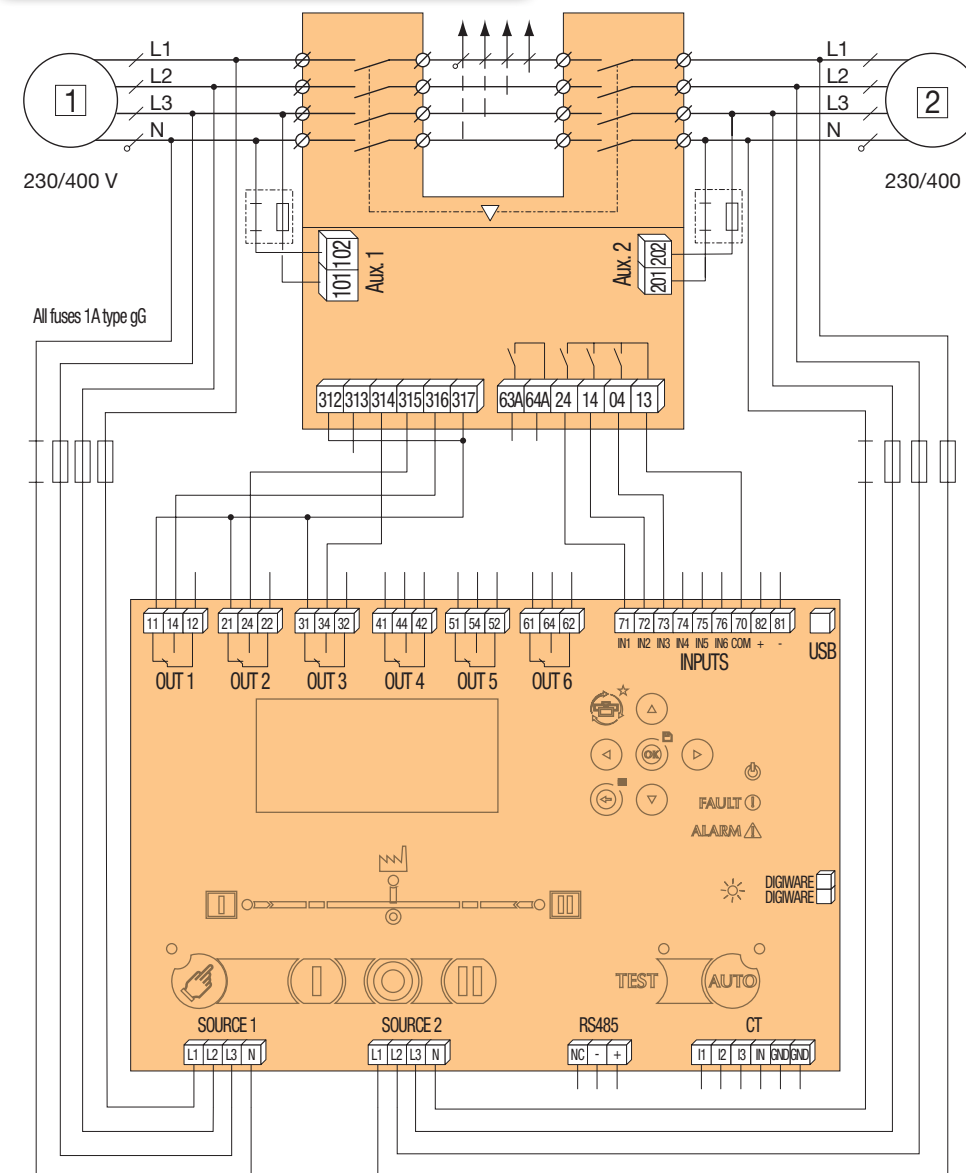 L1 L1
L2 L2
1 L3 L3 2
N N
230/400 V 230/400
101 102 Aux. 1 Aux. 2 201 202
All fuses 1A type gG
312 313 314 315 316 317 63A 64A 24 14 04 13
11 14 12 21 24 22 31 34 32 41 44 42 51 54 52 61 64 62 71 72 73 74 75 76 70 82 81
IN1 IN2 IN3 IN4 IN5 IN6 COM + -
OUT 1 OUT 2 OUT 3 OUT 4 OUT 5 OUT 6 INPUTS USB
OK
FAULT
ALARM
DIGIWARE
DIGIWARE
I II
I II TEST AUTO
SOURCE 1 SOURCE 2 RS485 CT
L1 L2 L3 N L1 L2 L3 N NC - + I1 I2 I3 IN GND GND